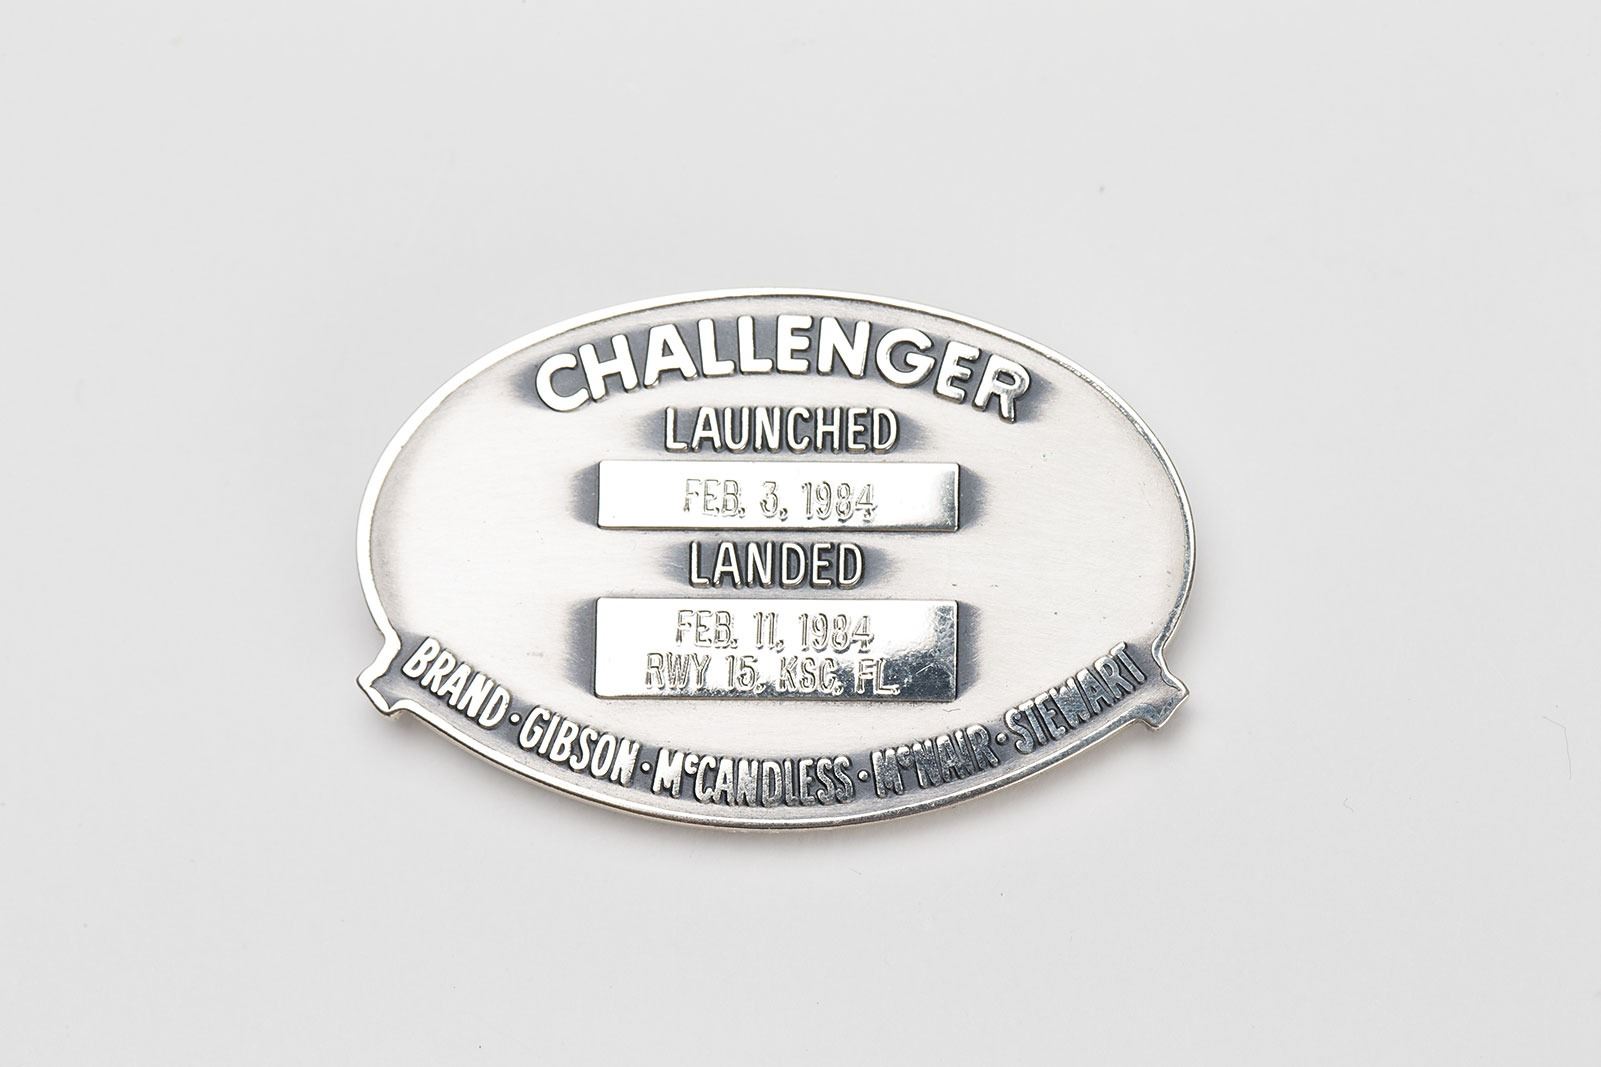 CHALLENGER
LAUNCHED
FEB. 3, 1984
LANDED
FEB. 11, 1984
RWY 15, KSC, FL.
BRAND · GIBSON · McCANDLESS · McNAIR · STEWART